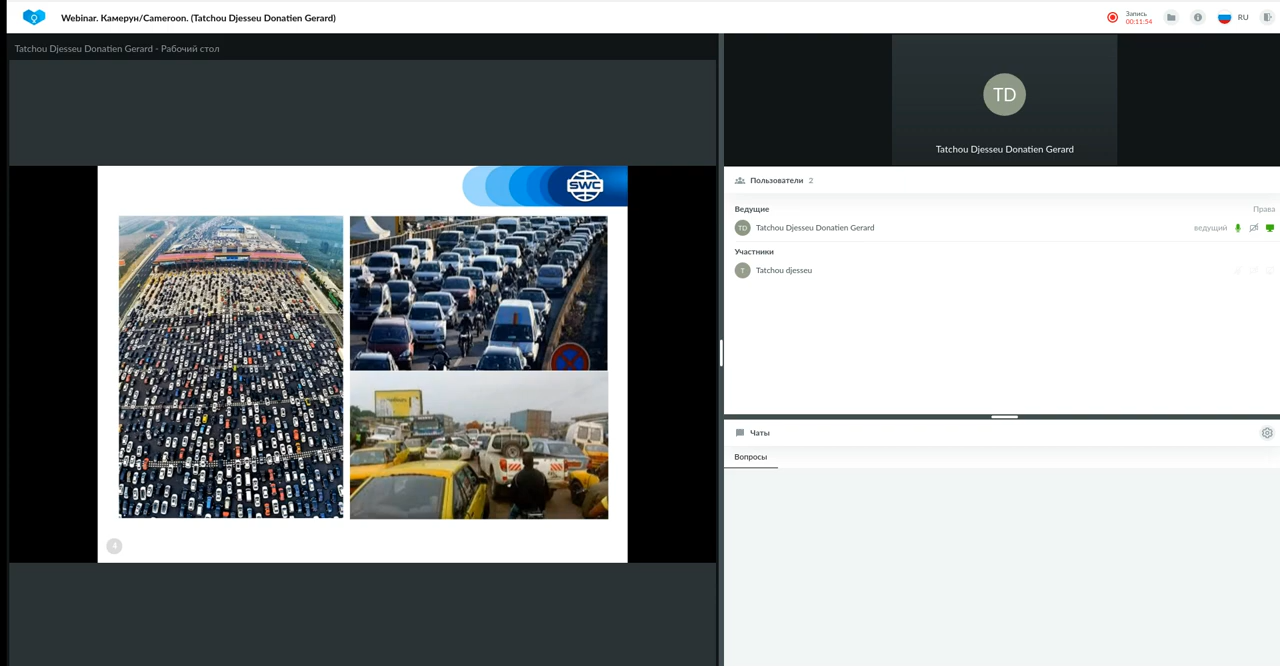 Webinar. Камерун/Cameroon. (Tatchou Djesseu Donatien Gerard)
Запись
00:11:54
RU
Tatchou Djesseu Donatien Gerard - Рабочий стол
SWC
4
TD
Tatchou Djesseu Donatien Gerard
Пользователи 2
Ведущие Права
TD Tatchou Djesseu Donatien Gerard ведущий
Участники
T Tatchou djesseu
Чаты
Вопросы